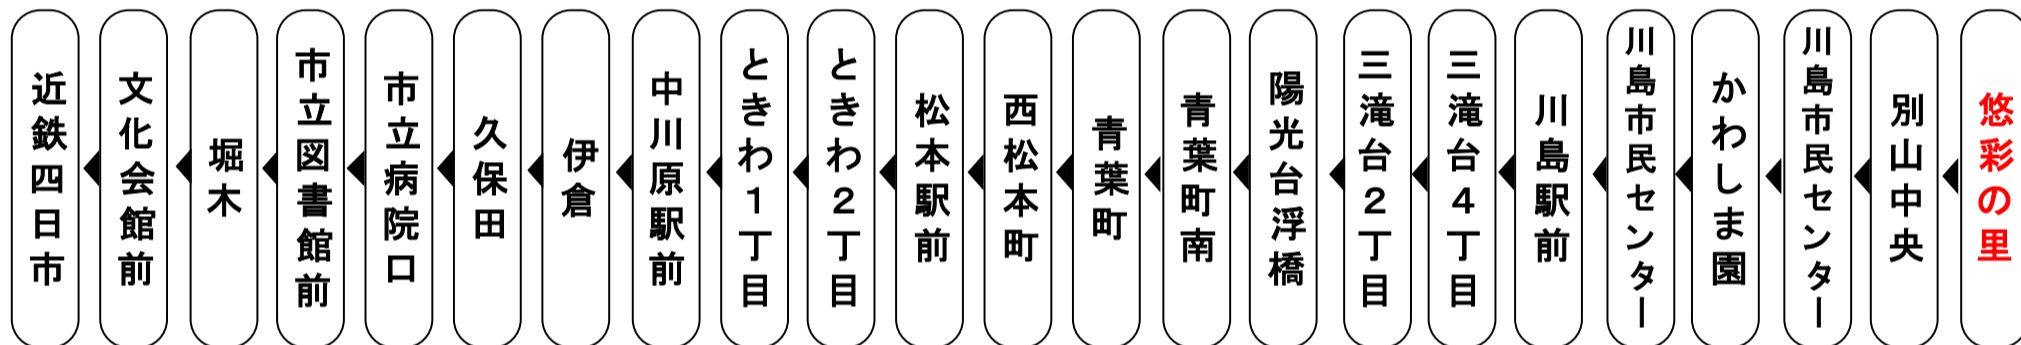 悠彩の里
別山中央
川島市民センター
かわしま園
川島市民センター
川島駅前
三滝台４丁目
三滝台２丁目
陽光台浮橋
青葉町南
青葉町
西松本町
松本駅前
ときわ２丁目
ときわ１丁目
中川原駅前
伊倉
久保田
市立病院口
市立図書館前
堀木
文化会館前
近鉄四日市